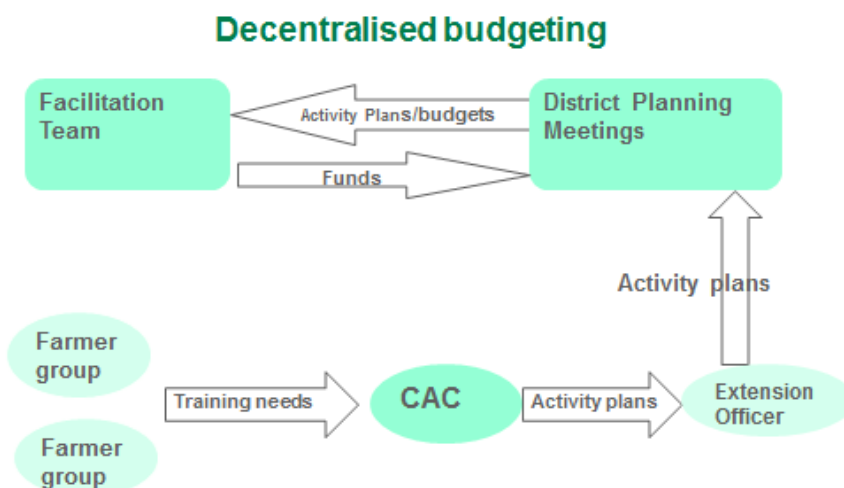 Decentralised budgeting
Facilitation
Team
Activity Plans/budgets
Funds
District Planning
Meetings
Activity plans
Farmer
group
Training needs
CAC
Activity plans
Extension
Officer
Farmer
group